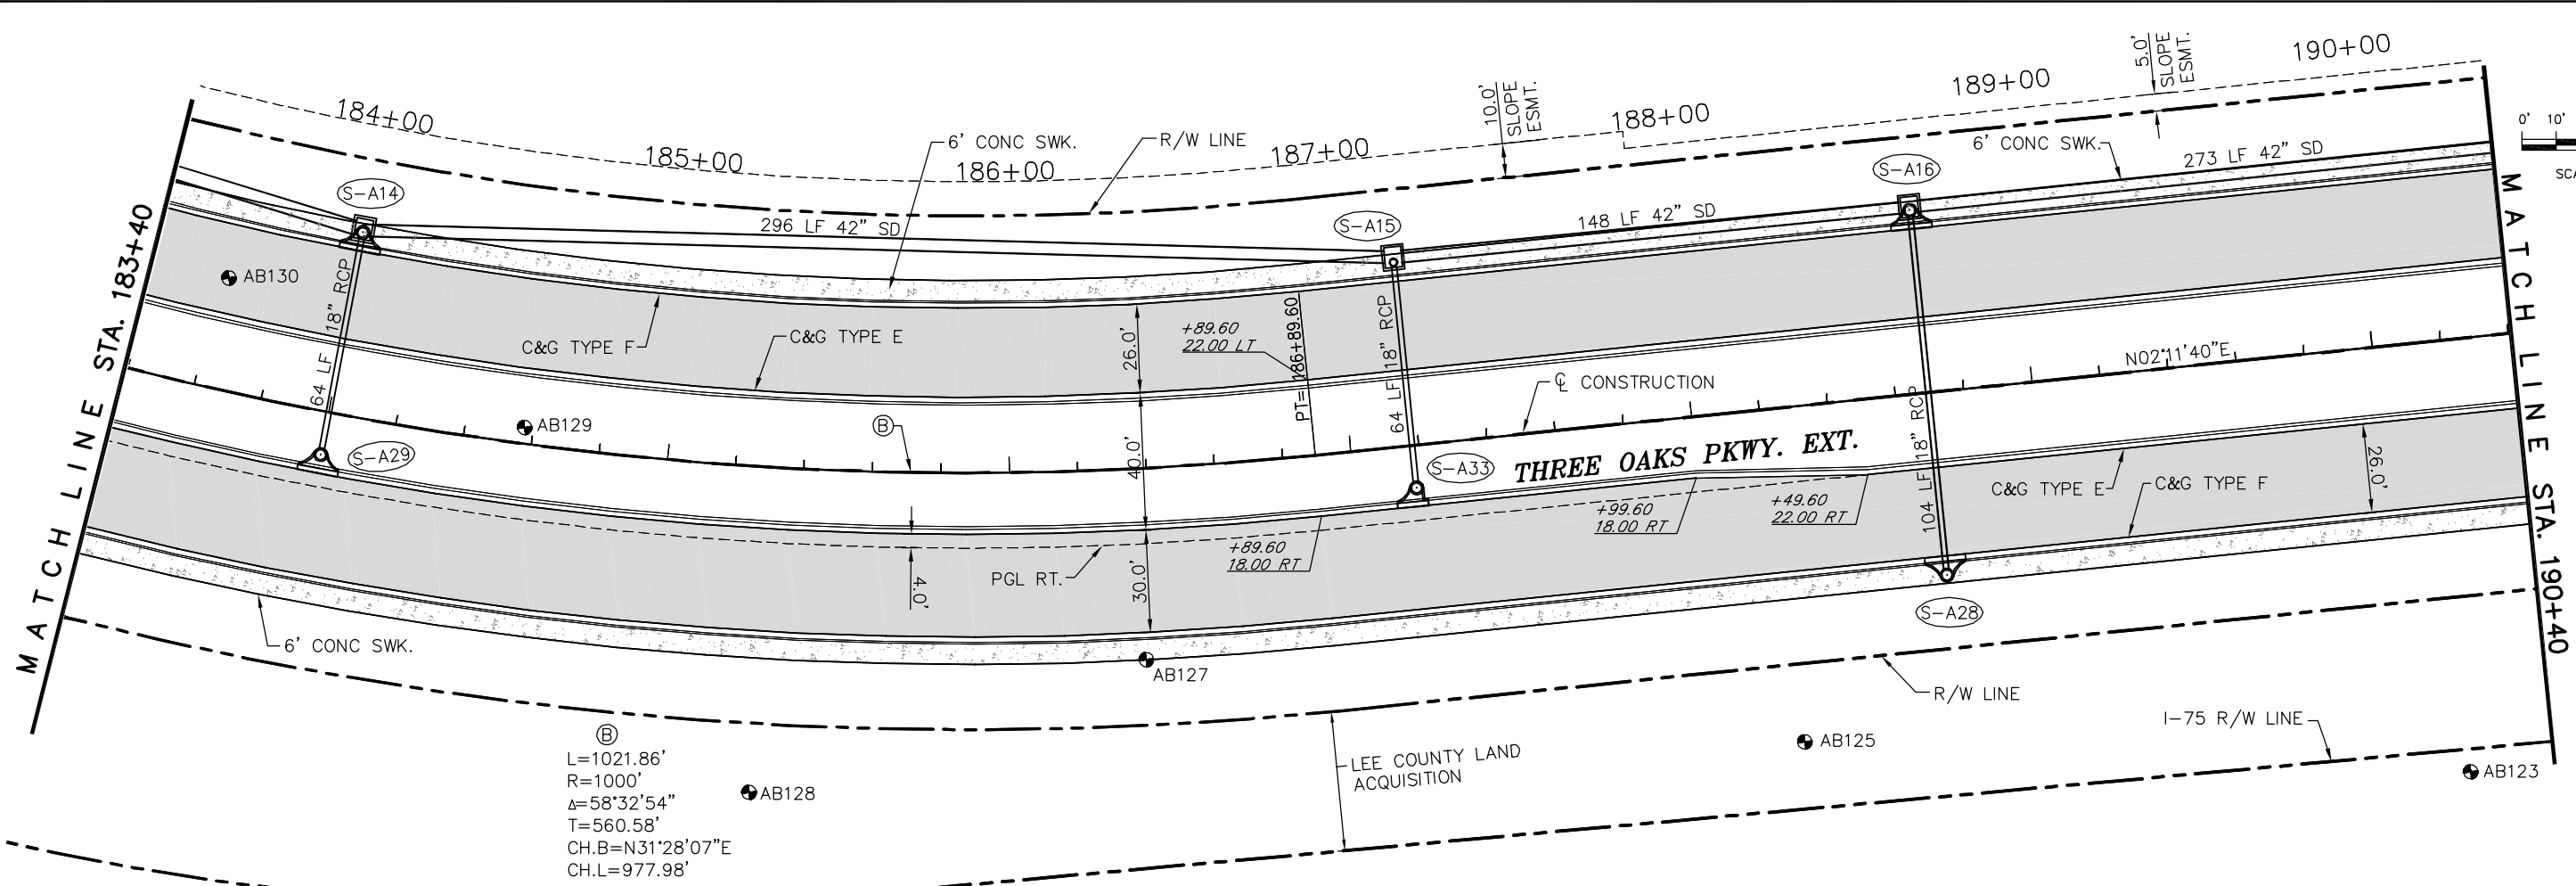 184+00
185+00
186+00
187+00
188+00
189+00
190+00
10.0'
SLOPE
ESMT.
5.0'
SLOPE
ESMT.
6' CONC SWK.
R/W LINE
6' CONC SWK.
0' 10'
S-A14
S-A15
S-A16
296 LF 42" SD
148 LF 42" SD
273 LF 42" SD
MATCH LINE STA. 183+40
MATCH LINE STA. 190+40
AB130
64 LF 18" RCP
C&G TYPE F
C&G TYPE E
26.0'
+89.60
22.00 LT
PT=186+89.60
64 LF 18" RCP
℄ CONSTRUCTION
N02°11'40"E
AB129
B
40.0'
S-A29
S-A33
THREE OAKS PKWY. EXT.
104 LF 18" RCP
C&G TYPE E
C&G TYPE F
26.0'
+99.60
18.00 RT
+49.60
22.00 RT
+89.60
18.00 RT
PGL RT.
4.0'
30.0'
6' CONC SWK.
AB127
S-A28
R/W LINE
I-75 R/W LINE
AB125
AB123
LEE COUNTY LAND
ACQUISITION
B
L=1021.86'
R=1000'
Δ=58°32'54"
T=560.58'
CH.B=N31°28'07"E
CH.L=977.98'
AB128